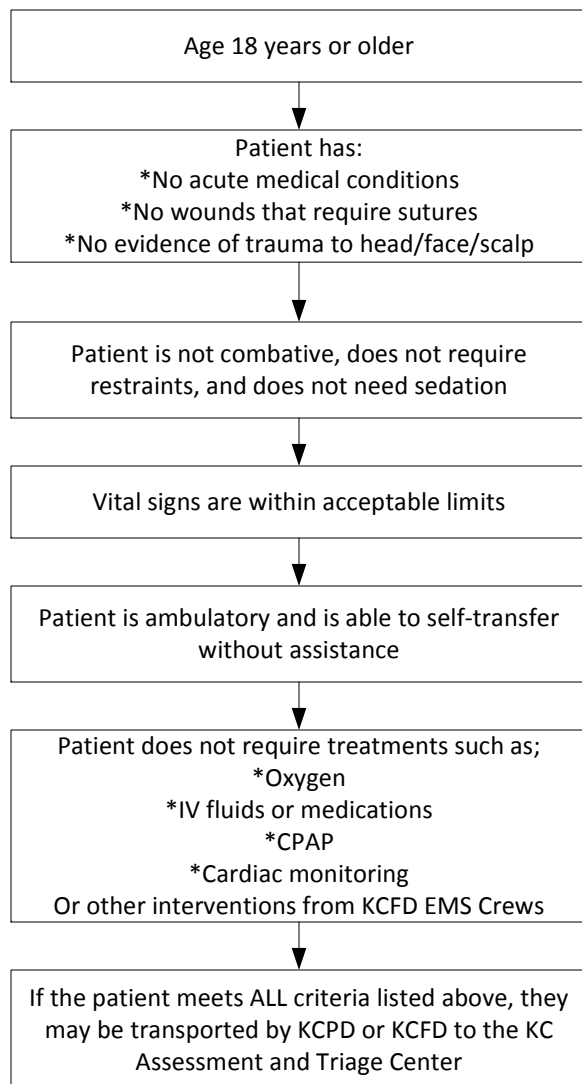 Age 18 years or older
Patient has:
*No acute medical conditions
*No wounds that require sutures
*No evidence of trauma to head/face/scalp
Patient is not combative, does not require
restraints, and does not need sedation
Vital signs are within acceptable limits
Patient is ambulatory and is able to self-transfer
without assistance
Patient does not require treatments such as;
*Oxygen
*IV fluids or medications
*CPAP
*Cardiac monitoring
Or other interventions from KCFD EMS Crews
If the patient meets ALL criteria listed above, they
may be transported by KCPD or KCFD to the KC
Assessment and Triage Center